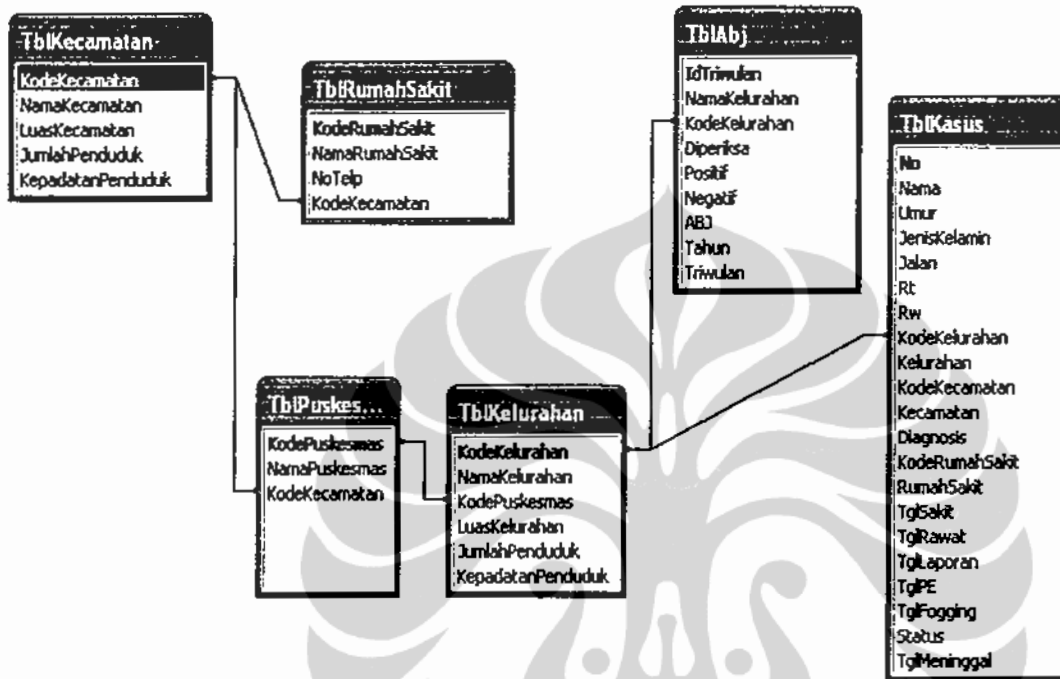 TblKecamatan
KodeKecamatan
NamaKecamatan
LuasKecamatan
JumlahPenduduk
KepadatanPenduduk
TblRumahSakit
KodeRumahSakit
NamaRumahSakit
NoTelp
KodeKecamatan
TblAbj
IdTriwulan
NamaKelurahan
KodeKelurahan
Diperiksa
Positif
Negatif
ABJ
Tahun
Triwulan
TblKasus
No
Nama
Umur
JenisKelamin
Jalan
Rt
Rw
KodeKelurahan
Kelurahan
KodeKecamatan
Kecamatan
Diagnosis
KodeRumahSakit
RumahSakit
TglSakit
TglRawat
TglLaporan
TglPE
TglFogging
Status
TglMeninggal
TblPuskes...
KodePuskesmas
NamaPuskesmas
KodeKecamatan
TblKelurahan
KodeKelurahan
NamaKelurahan
KodePuskesmas
LuasKelurahan
JumlahPenduduk
KepadatanPenduduk